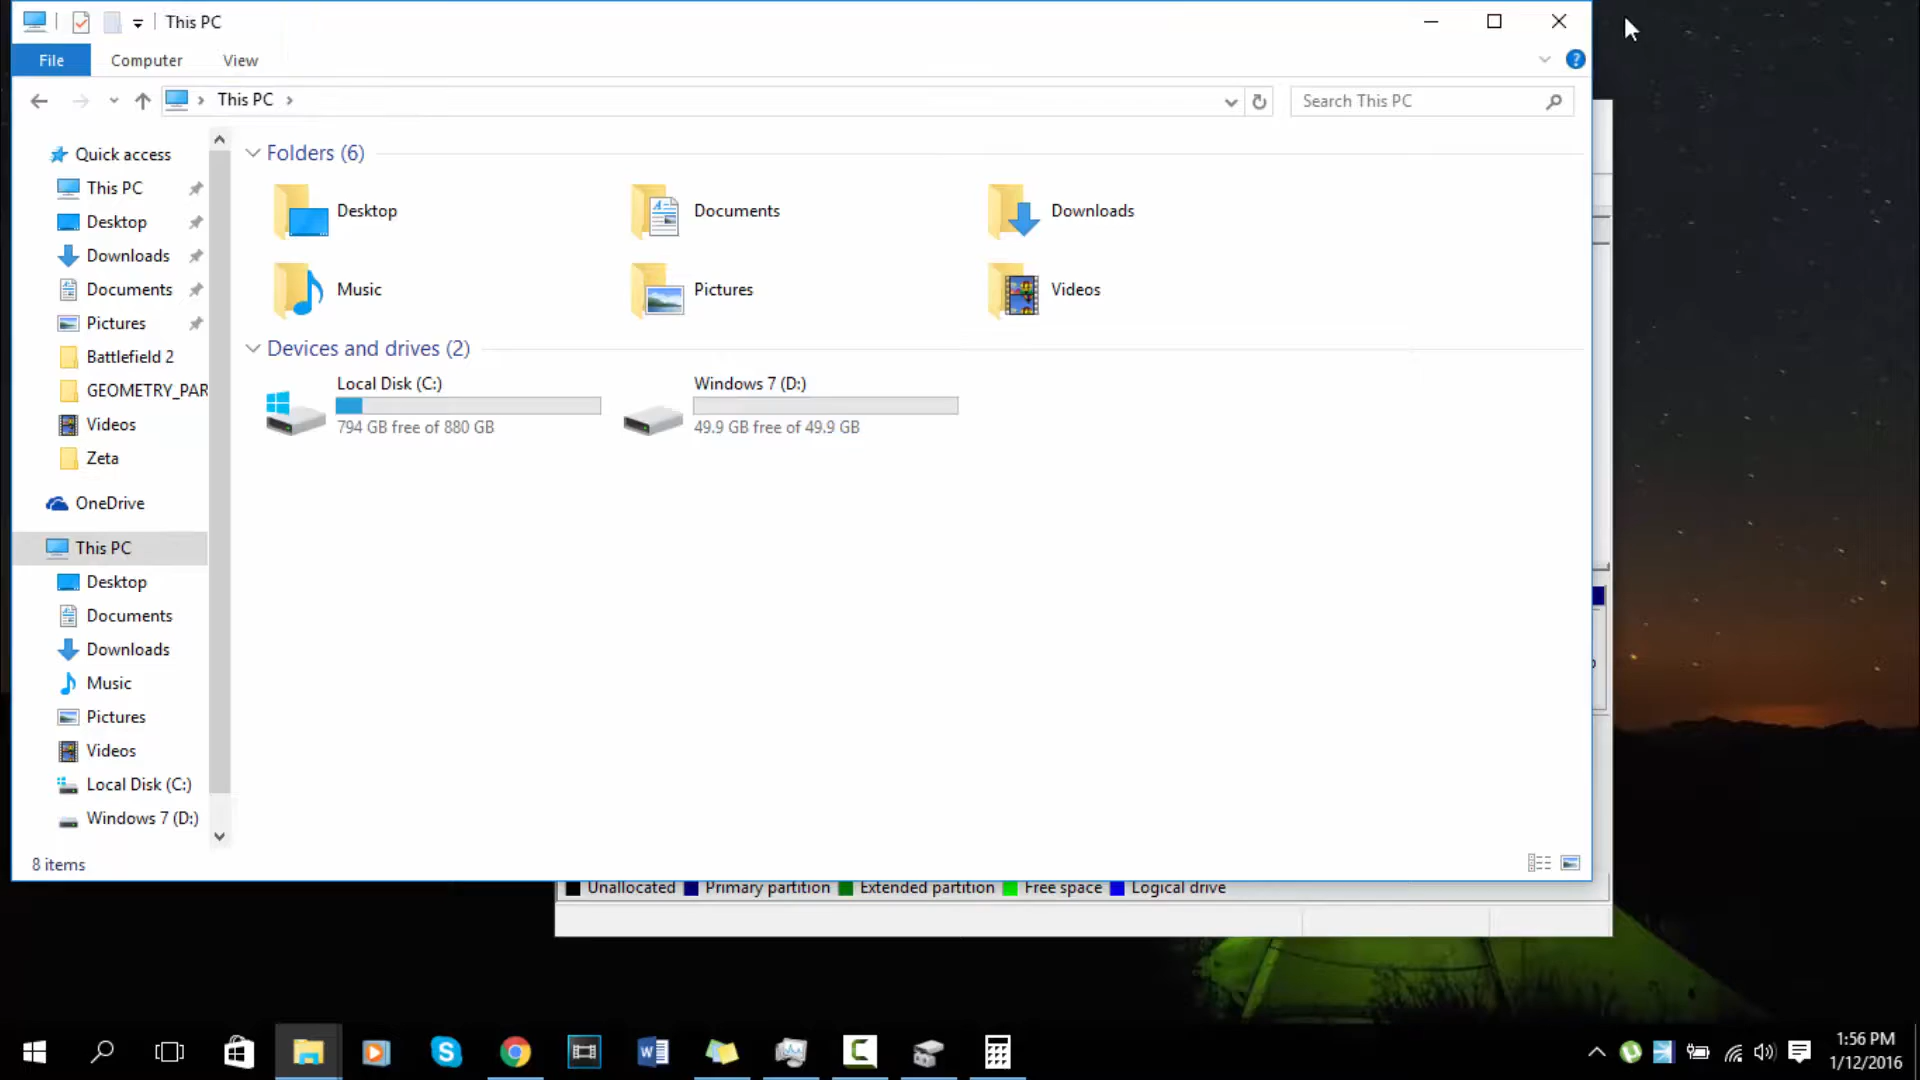 This PC
File
Computer
View
?
This PC
Search This PC
Quick access
This PC
Desktop
Downloads
Documents
Pictures
Battlefield 2
GEOMETRY_PAR
Videos
Zeta
OneDrive
This PC
Desktop
Documents
Downloads
Music
Pictures
Videos
Local Disk (C:)
Windows 7 (D:)
Folders (6)
Desktop
Documents
Downloads
Music
Pictures
Videos
Devices and drives (2)
Local Disk (C:)
794 GB free of 880 GB
Windows 7 (D:)
49.9 GB free of 49.9 GB
8 items
Unallocated Primary partition Extended partition Free space Logical drive
1:56 PM
1/12/2016